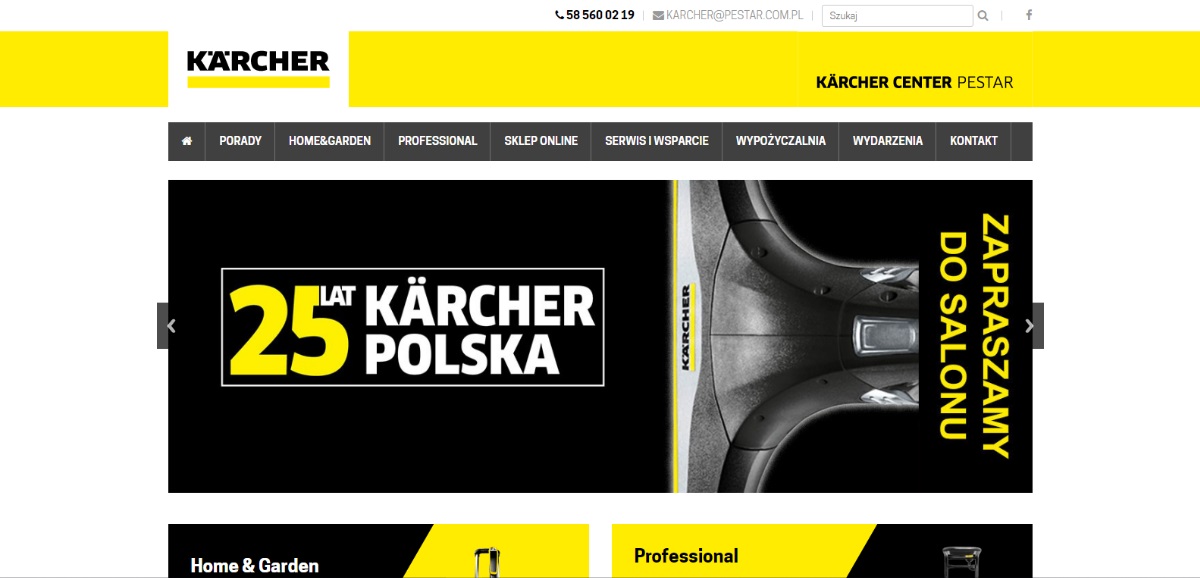 58 560 02 19
KARCHER@PESTAR.COM.PL
Szukaj
KÄRCHER
KÄRCHER CENTER PESTAR
PORADY HOME&GARDEN PROFESSIONAL SKLEP ONLINE SERWIS I WSPARCIE WYPOŻYCZALNIA WYDARZENIA KONTAKT
25 LAT KÄRCHER
POLSKA
KÄRCHER
ZAPRASZAMY
DO SALONU
Home & Garden
Professional